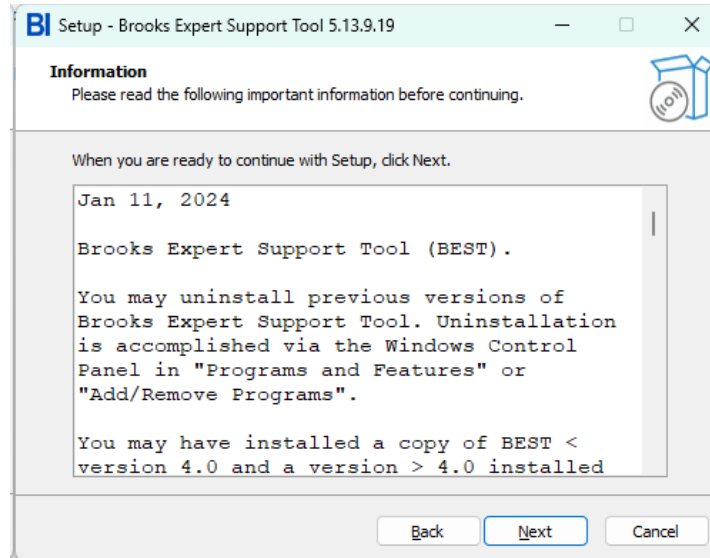 BI Setup - Brooks Expert Support Tool 5.13.9.19
Information
Please read the following important information before continuing.
When you are ready to continue with Setup, click Next.
Jan 11, 2024
Brooks Expert Support Tool (BEST).
You may uninstall previous versions of
Brooks Expert Support Tool. Uninstallation
is accomplished via the Windows Control
Panel in "Programs and Features" or
"Add/Remove Programs".
You may have installed a copy of BEST <
version 4.0 and a version > 4.0 installed
Back Next Cancel